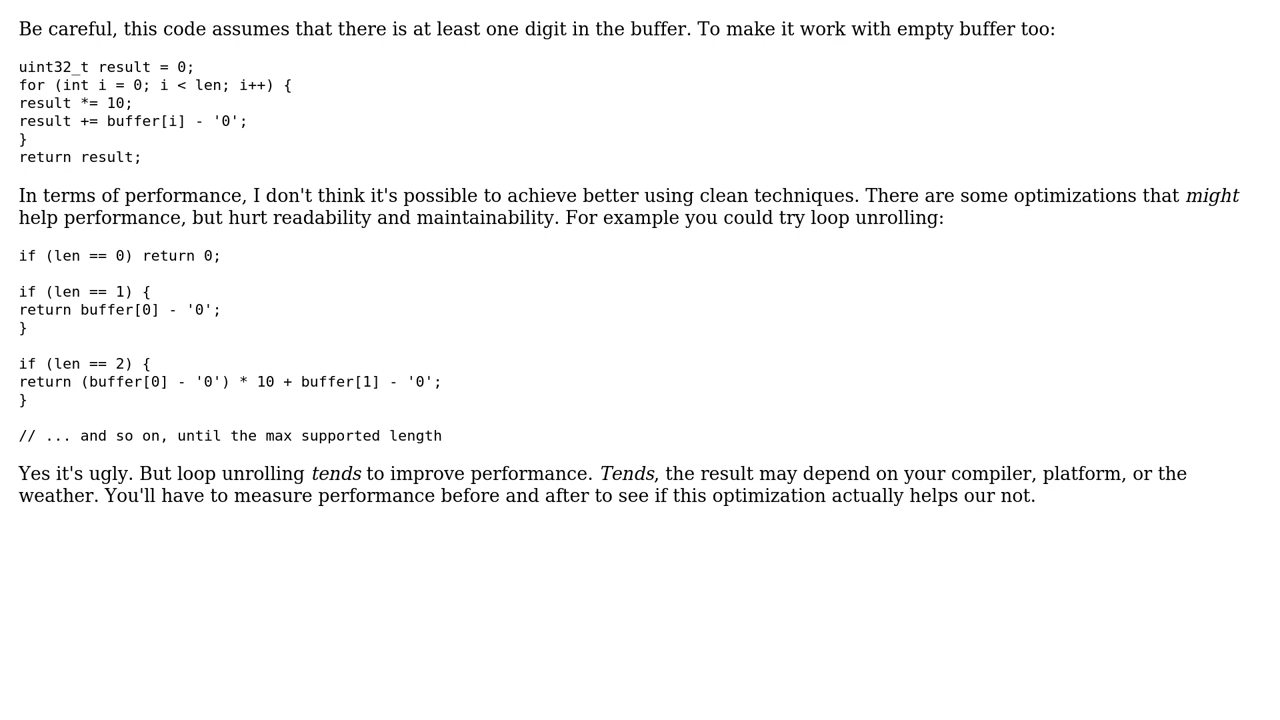 Be careful, this code assumes that there is at least one digit in the buffer. To make it work with empty buffer too:
uint32_t result = 0;
for (int i = 0; i < len; i++) {
result *= 10;
result += buffer[i] - '0';
}
return result;
In terms of performance, I don't think it's possible to achieve better using clean techniques. There are some optimizations that might
help performance, but hurt readability and maintainability. For example you could try loop unrolling:
if (len == 0) return 0;
if (len == 1) {
return buffer[0] - '0';
}
if (len == 2) {
return (buffer[0] - '0') * 10 + buffer[1] - '0';
}
// ... and so on, until the max supported length
Yes it's ugly. But loop unrolling tends to improve performance. Tends, the result may depend on your compiler, platform, or the
weather. You'll have to measure performance before and after to see if this optimization actually helps our not.